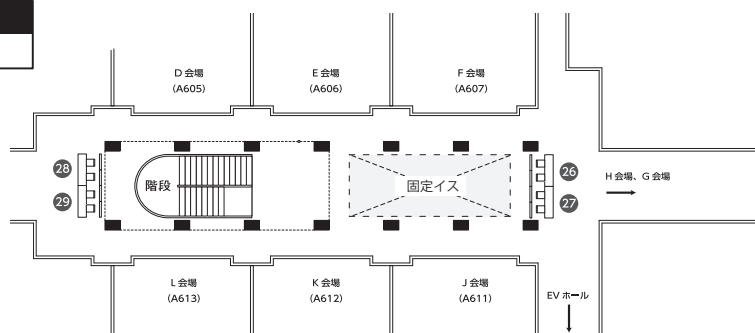 D 会場
(A605)
E 会場
(A606)
F 会場
(A607)
28
29
階段
固定イス
26
27
H 会場、G 会場
L 会場
(A613)
K 会場
(A612)
J 会場
(A611)
EV ホール